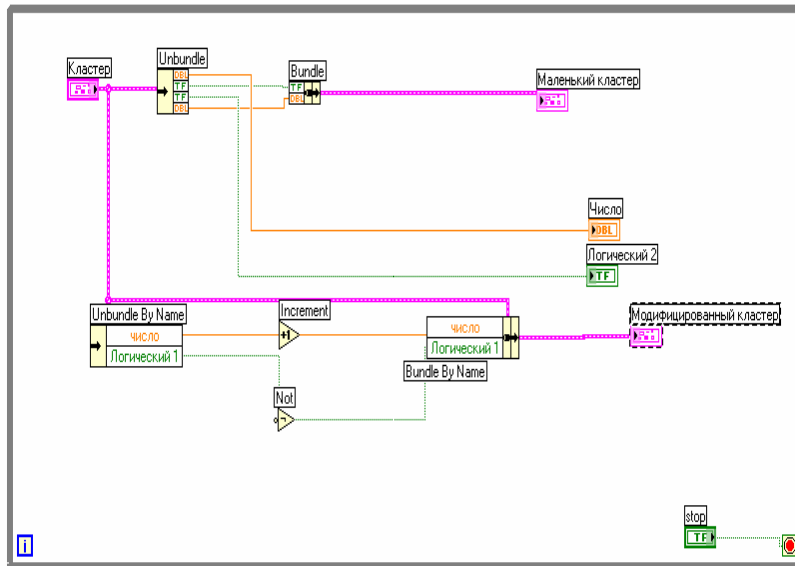 Unbundle
Кластер
DBL
TF
TF
DBL
Bundle
TF
DBL
Маленький кластер
Число
DBL
Логический 2
TF
Unbundle By Name
число
Логический 1
Increment
+1
число
Логический 1
Bundle By Name
Модифицированный кластер
Not
stop
TF
i